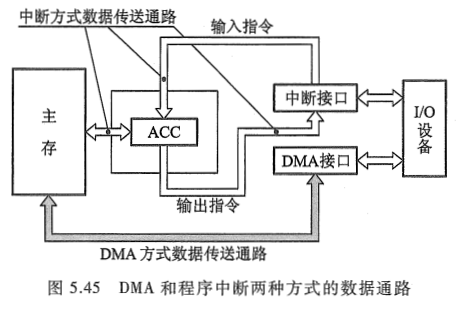 中断方式数据传送通路
输入指令
主存
ACC
中断接口
I/O设备
DMA接口
输出指令
DMA 方式数据传送通路
图 5.45 DMA 和程序中断两种方式的数据通路